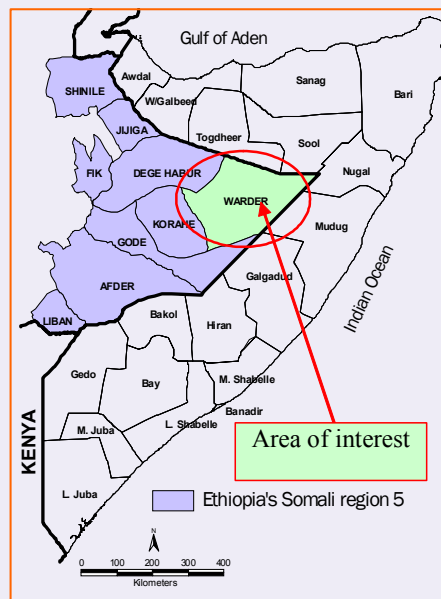 Gulf of Aden
Awdal
Sanag
Bari
SHINILE
W/Galbeed
JIJIGA
Togdheer
Sool
Nugal
FIK
DEGE HABUR
WARDER
Mudug
KORAHE
GODE
Galgadud
Indian Ocean
AFDER
LIBAN
Bakol
Hiran
Gedo
Bay
M. Shabelle
Banadir
L. Shabelle
M. Juba
KENYA
Area of interest
L. Juba
Ethiopia's Somali region 5
N
0 100 200 300 400
Kilometers